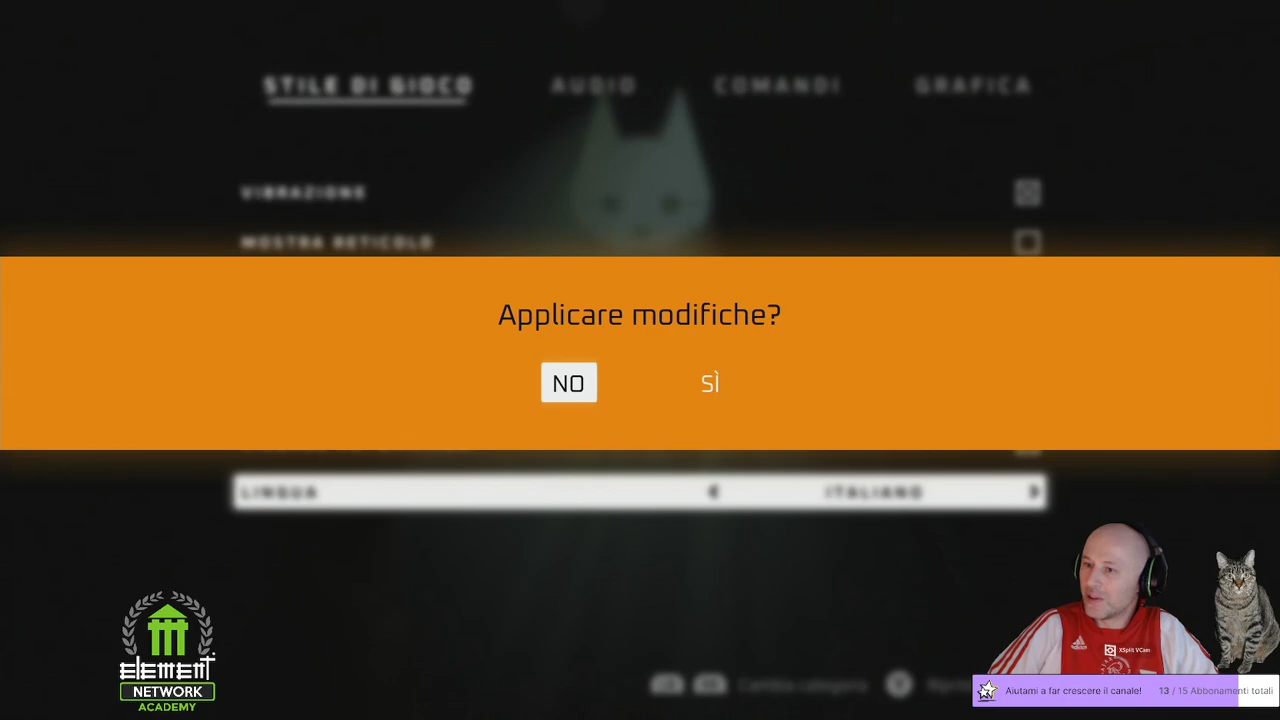 STILE DI GIOCO AUDIO COMANDI GRAFICA
VIBRAZIONE
MOSTRA RETICOLO
Applicare modifiche?
NO SÌ
LINGUA ITALIANO
element
NETWORK
ACADEMY
XSplit VCam
Aiutami a far crescere il canale! 13 / 15 Abbonamenti totali